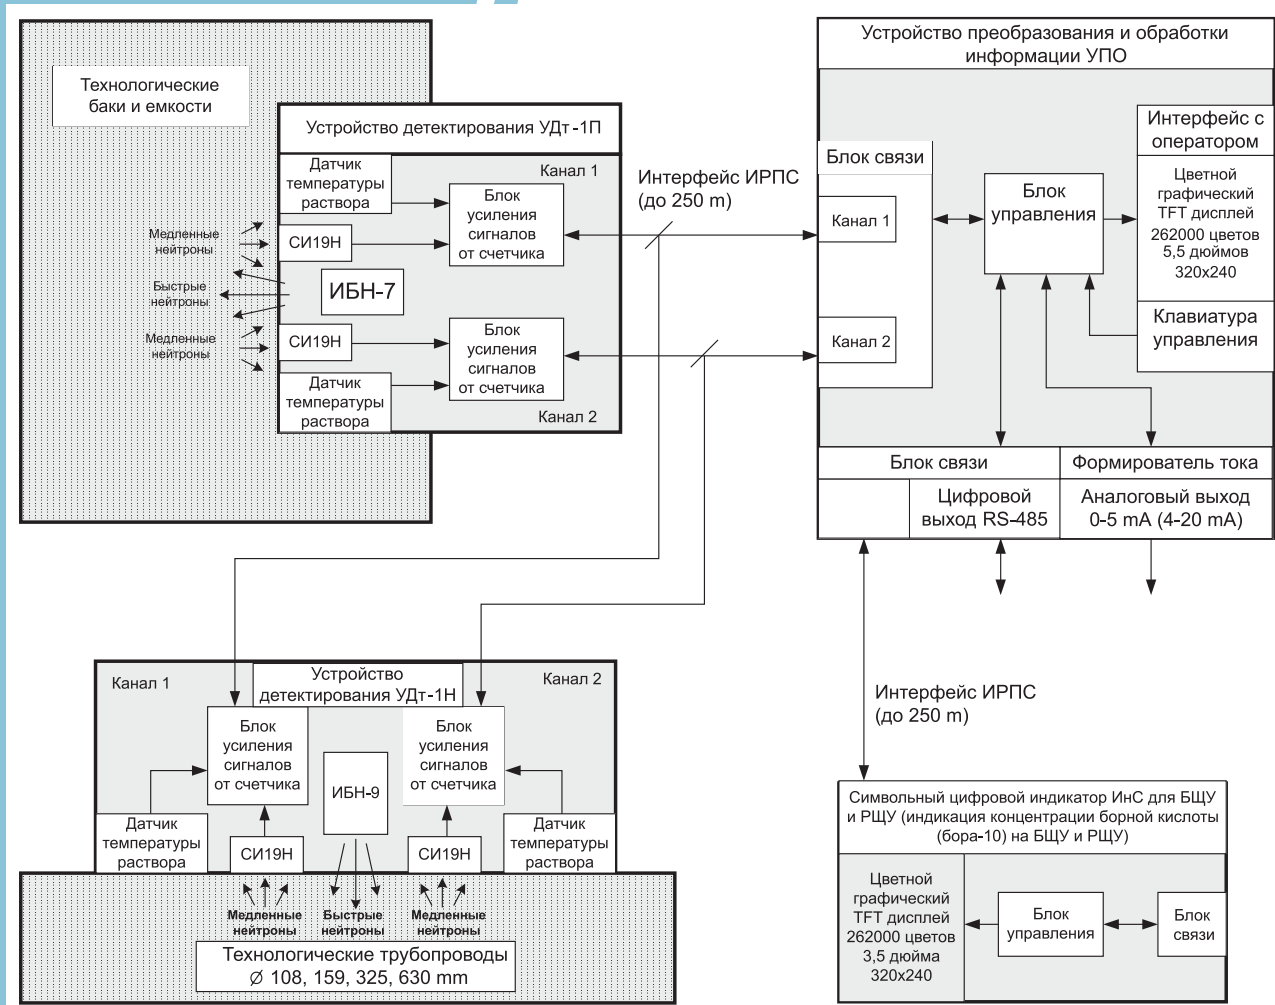 Технологические
баки и емкости
Устройство детектирования УДт-1П
Датчик
температуры
раствора
Канал 1
Блок
усиления
сигналов
от счетчика
Медленные
нейтроны
СИ19Н
Быстрые
нейтроны
ИБН-7
Медленные
нейтроны
СИ19Н
Блок
усиления
сигналов
от счетчика
Датчик
температуры
раствора
Канал 2
Интерфейс ИРПС
(до 250 m)
Устройство преобразования и обработки
информации УПО
Блок связи
Канал 1
Канал 2
Блок
управления
Интерфейс с
оператором
Цветной
графический
TFT дисплей
262000 цветов
5,5 дюймов
320x240
Клавиатура
управления
Блок связи
Формирователь тока
Цифровой
выход RS-485
Аналоговый выход
0-5 mA (4-20 mA)
Канал 1
Устройство
детектирования УДт-1Н
Канал 2
Блок
усиления
сигналов
от счетчика
ИБН-9
Блок
усиления
сигналов
от счетчика
Датчик
температуры
раствора
СИ19Н
СИ19Н
Датчик
температуры
раствора
Медленные
нейтроны
Быстрые
нейтроны
Медленные
нейтроны
Технологические трубопроводы
∅ 108, 159, 325, 630 mm
Интерфейс ИРПС
(до 250 m)
Символьный цифровой индикатор ИнС для БЩУ
и РЩУ (индикация концентрации борной кислоты
(бора-10) на БЩУ и РЩУ)
Цветной
графический
TFT дисплей
262000 цветов
3,5 дюйма
320x240
Блок
управления
Блок
связи